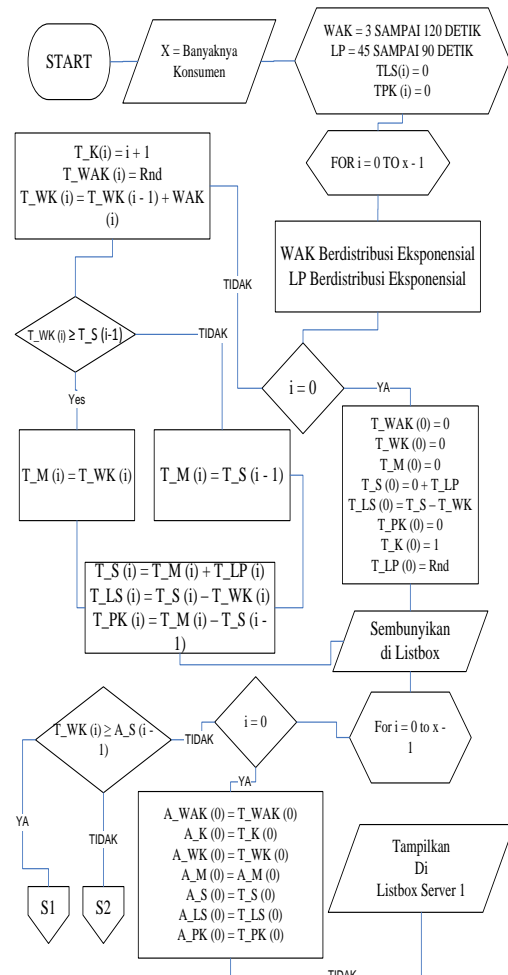 START
X = Banyaknya
Konsumen
WAK = 3 SAMPAI 120 DETIK
LP = 45 SAMPAI 90 DETIK
TLS(i) = 0
TPK (i) = 0
FOR i = 0 TO x - 1
T_K(i) = i + 1
T_WAK (i) = Rnd
T_WK (i) = T_WK (i - 1) + WAK
(i)
WAK Berdistribusi Eksponensial
LP Berdistribusi Eksponensial
TIDAK
T_WK (i) ≥ T_S (i-1)
TIDAK
i = 0
YA
Yes
T_M (i) = T_WK (i)
T_M (i) = T_S (i - 1)
T_WAK (0) = 0
T_WK (0) = 0
T_M (0) = 0
T_S (0) = 0 + T_LP
T_LS (0) = T_S – T_WK
T_PK (0) = 0
T_K (0) = 1
T_LP (0) = Rnd
T_S (i) = T_M (i) + T_LP (i)
T_LS (i) = T_S (i) – T_WK (i)
T_PK (i) = T_M (i) – T_S (i -
1)
Sembunyikan
di Listbox
T_WK (i) ≥ A_S (i -
1)
TIDAK
i = 0
TIDAK
For i = 0 to x -
1
YA
YA
TIDAK
S1
S2
A_WAK (0) = T_WAK (0)
A_K (0) = T_K (0)
A_WK (0) = T_WK (0)
A_M (0) = A_M (0)
A_S (0) = T_S (0)
A_LS (0) = T_LS (0)
A_PK (0) = T_PK (0)
Tampilkan
Di
Listbox Server 1
TIDAK